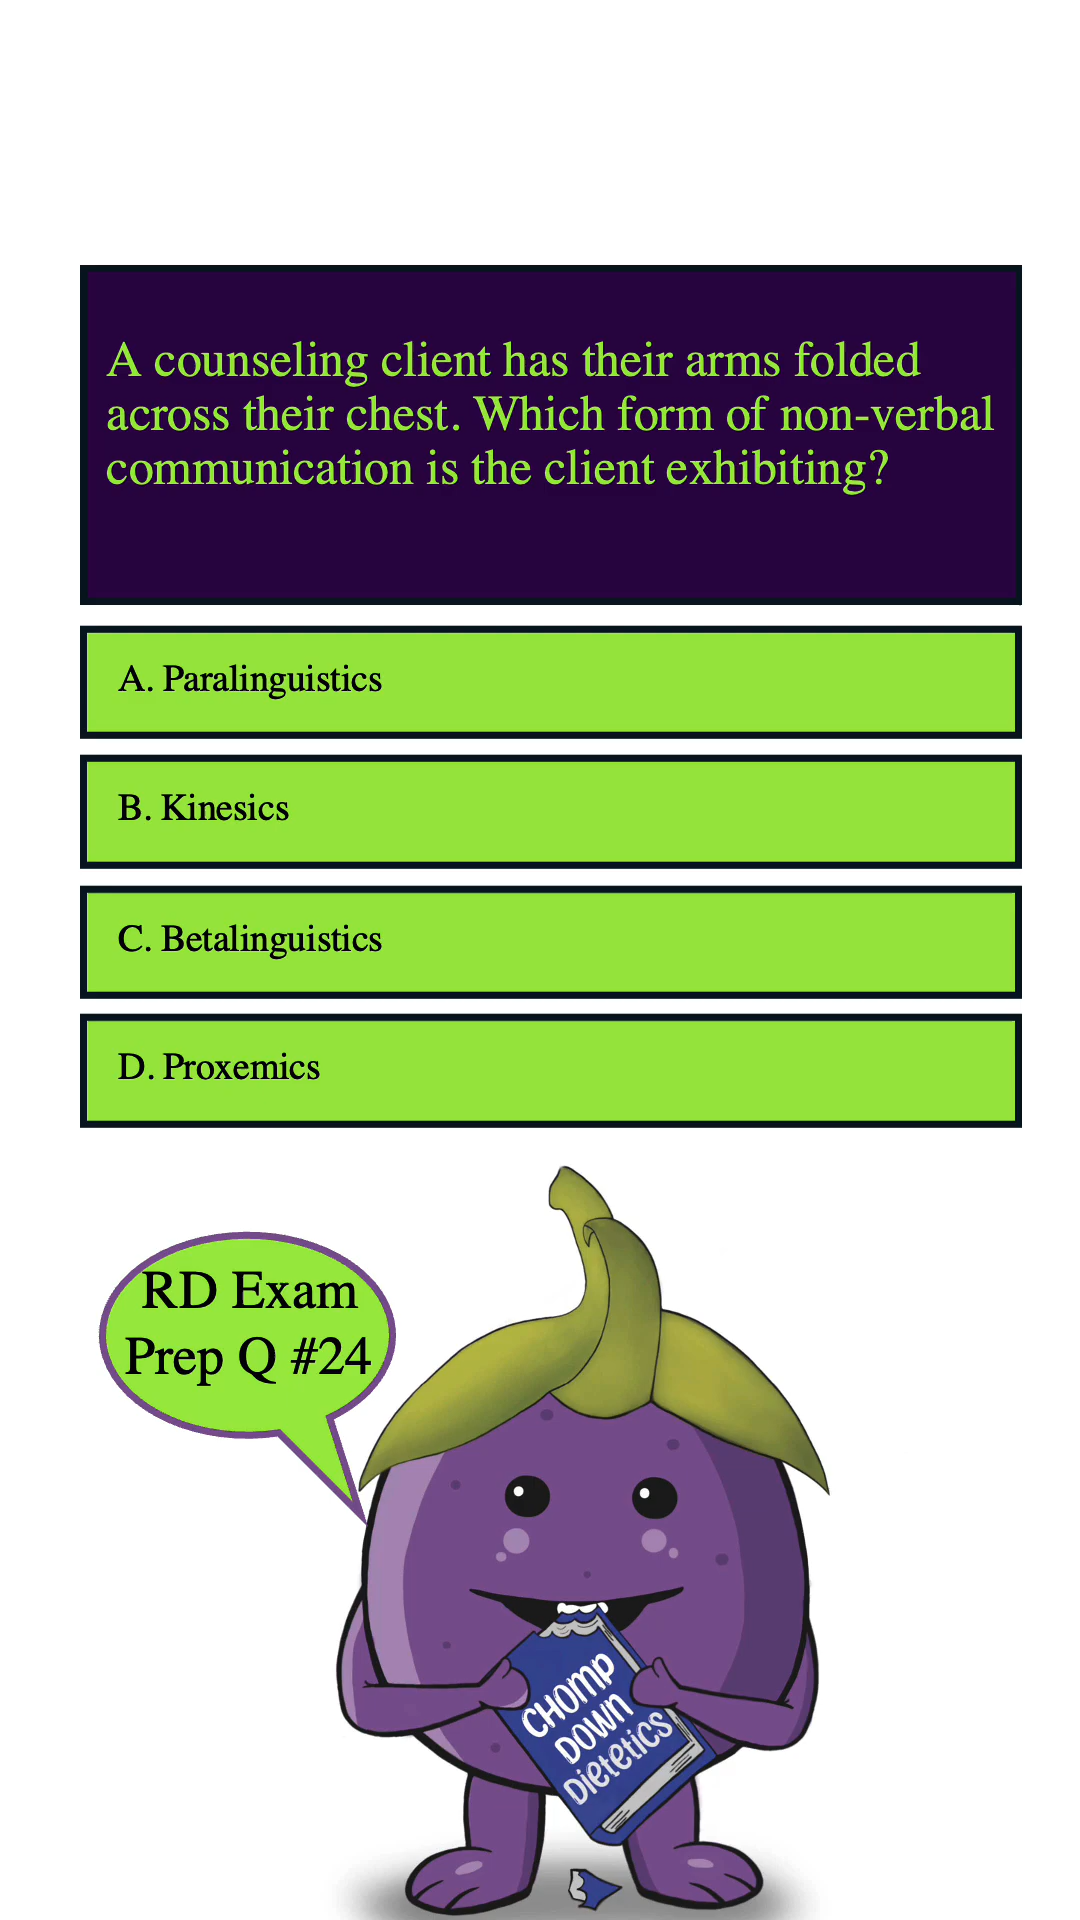 A counseling client has their arms folded
across their chest. Which form of non-verbal
communication is the client exhibiting?
A. Paralinguistics
B. Kinesics
C. Betalinguistics
D. Proxemics
RD Exam
Prep Q #24
CHOMP
DOWN
Dietetics